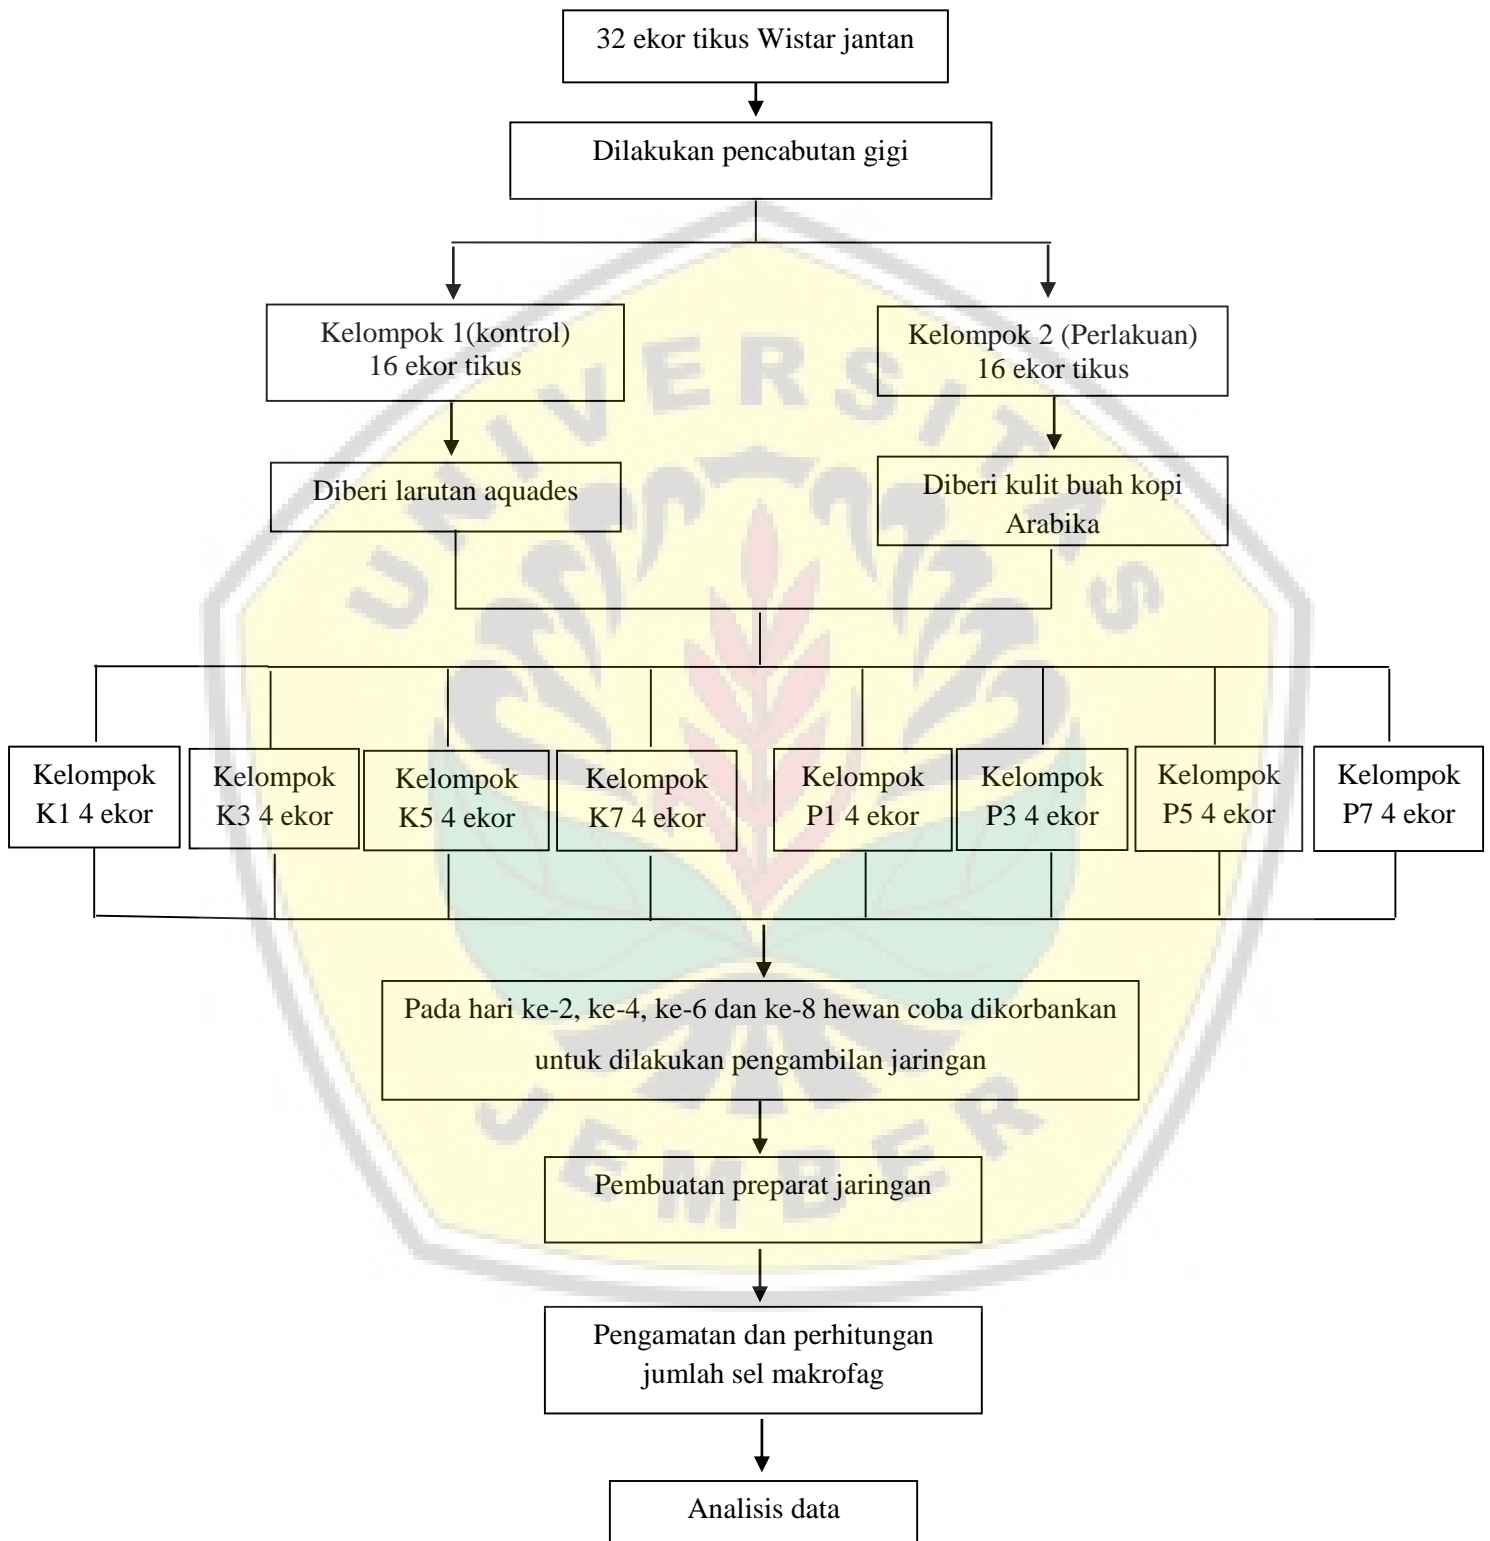 32 ekor tikus Wistar jantan
Dilakukan pencabutan gigi
Kelompok 1(kontrol)
16 ekor tikus
Kelompok 2 (Perlakuan)
16 ekor tikus
Diberi larutan aquades
Diberi kulit buah kopi
Arabika
Kelompok
K1 4 ekor
Kelompok
K3 4 ekor
Kelompok
K5 4 ekor
Kelompok
K7 4 ekor
Kelompok
P1 4 ekor
Kelompok
P3 4 ekor
Kelompok
P5 4 ekor
Kelompok
P7 4 ekor
Pada hari ke-2, ke-4, ke-6 dan ke-8 hewan coba dikorbankan
untuk dilakukan pengambilan jaringan
Pembuatan preparat jaringan
Pengamatan dan perhitungan
jumlah sel makrofag
Analisis data
UNIVERSITAS
JEMBER